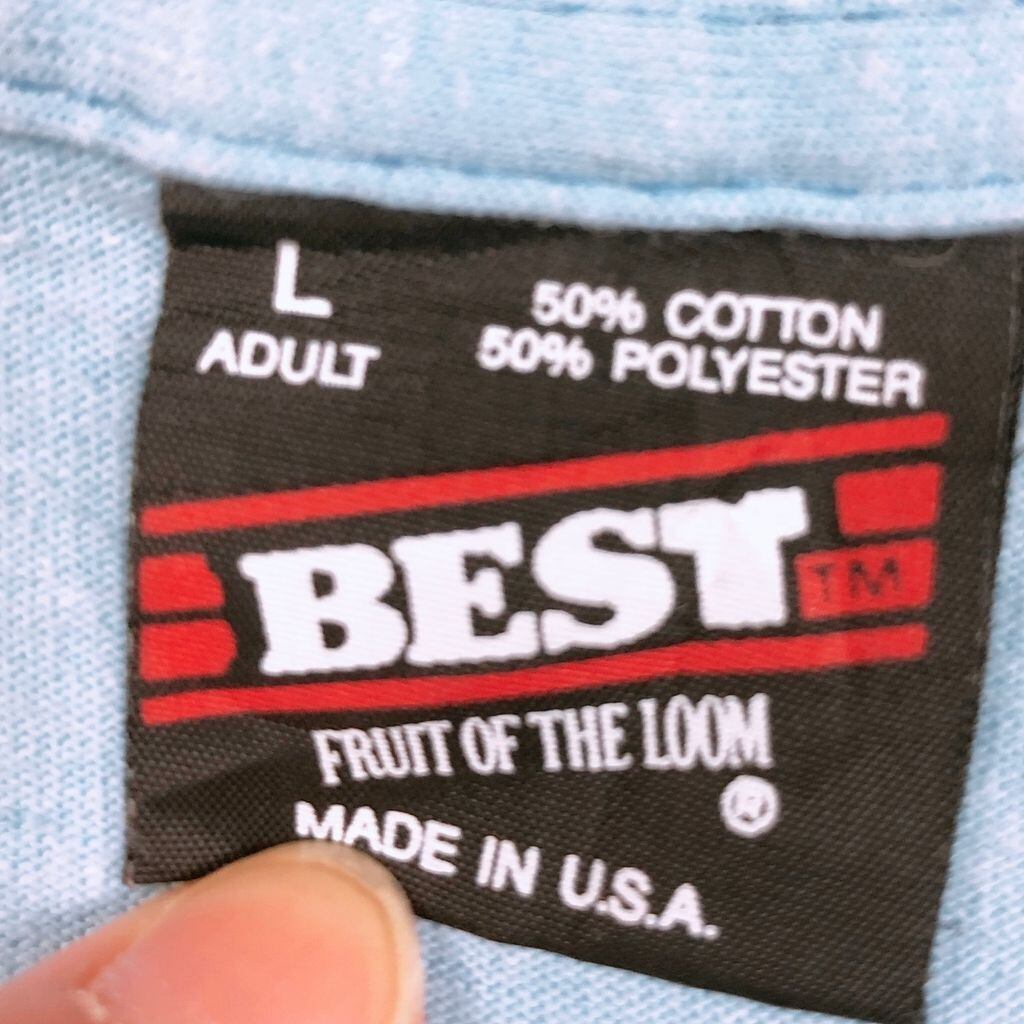 L
ADULT
50% COTTON
50% POLYESTER
BEST TM
FRUIT OF THE LOOM
®
MADE IN U.S.A.